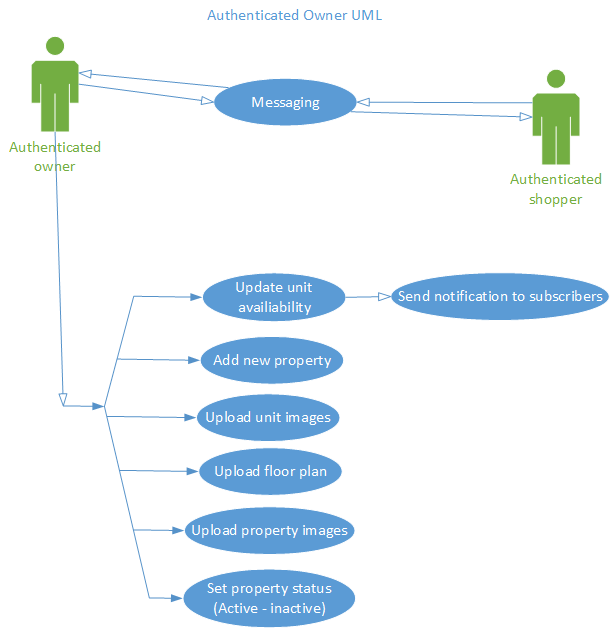 Authenticated Owner UML
Messaging
Authenticated
owner
Authenticated
shopper
Update unit
availiability
Send notification to subscribers
Add new property
Upload unit images
Upload floor plan
Upload property images
Set property status
(Active - inactive)